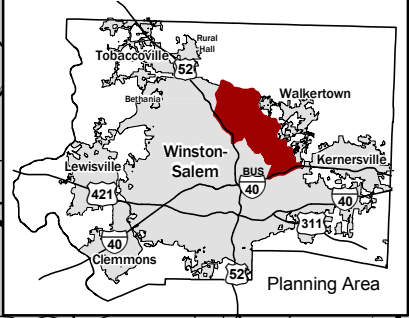 Rural
Hall
Tobaccoville
52
Bethania
Walkertown
Winston-
Salem
Kernersville
Lewisville
BUS
40
421
40
311
40
Clemmons
52
Planning Area